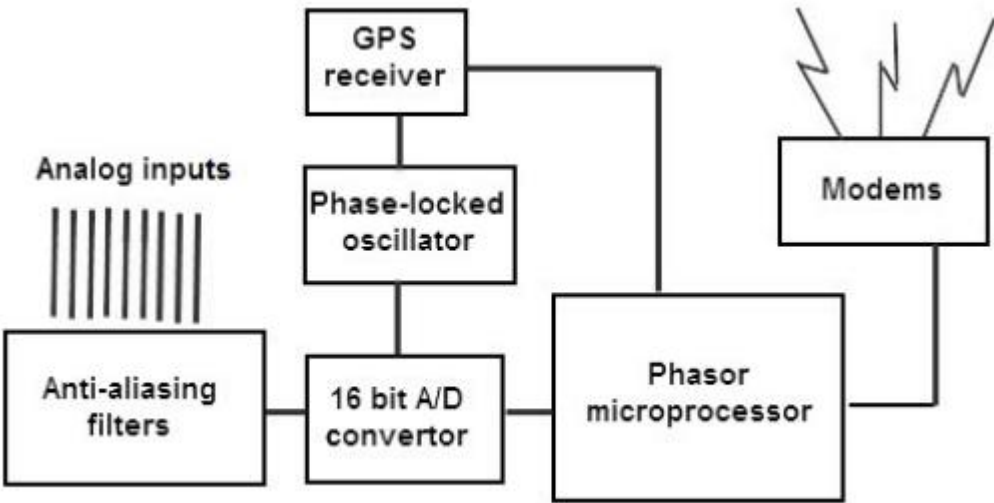 GPS
receiver
Analog inputs
Phase-locked
oscillator
Modems
Anti-aliasing
filters
16 bit A/D
convertor
Phasor
microprocessor